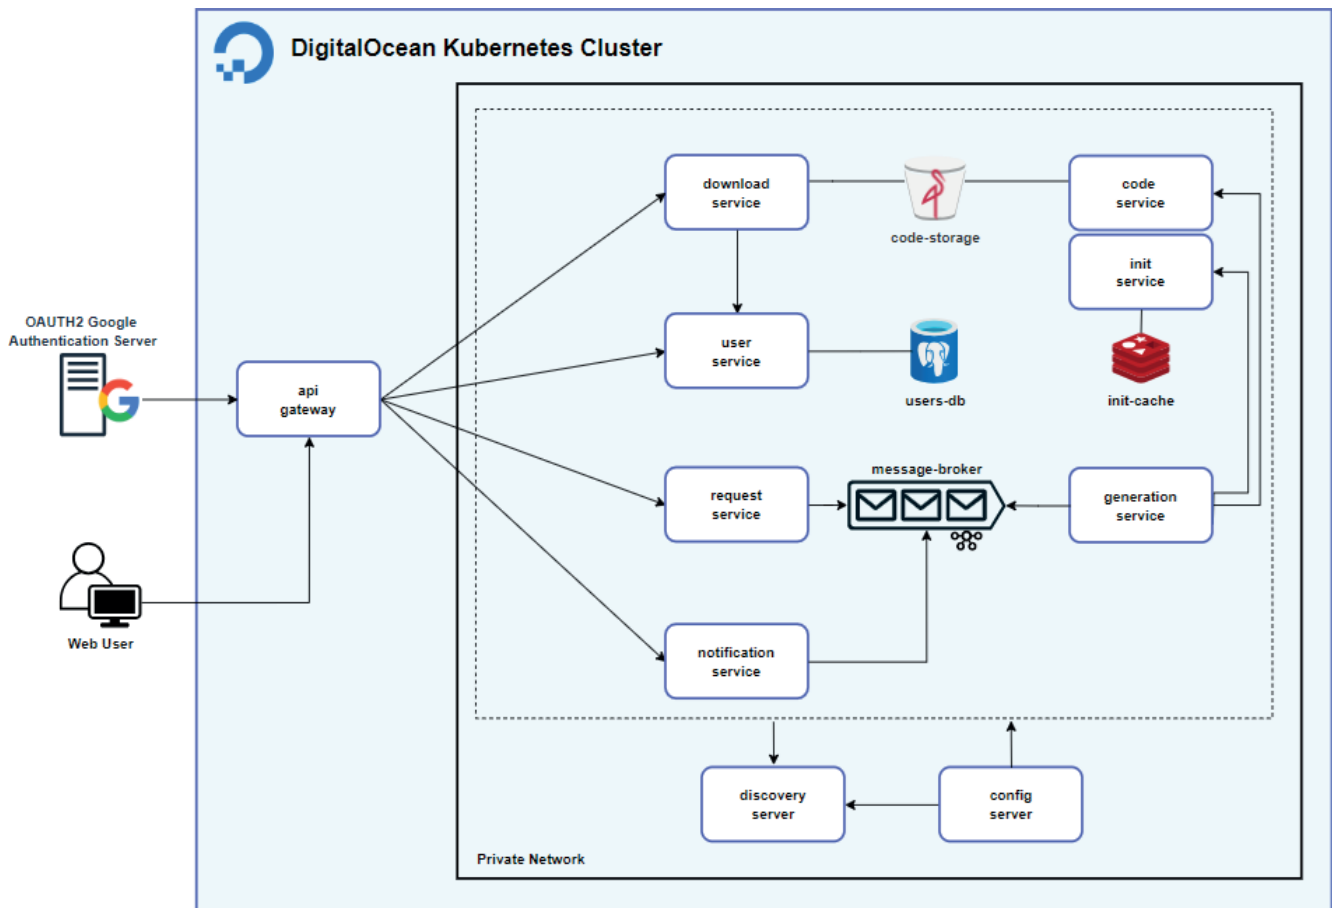 DigitalOcean Kubernetes Cluster
download
service
code-storage
code
service
init
service
OAUTH2 Google
Authentication Server
api
gateway
user
service
users-db
init-cache
message-broker
request
service
generation
service
Web User
notification
service
discovery
server
config
server
Private Network